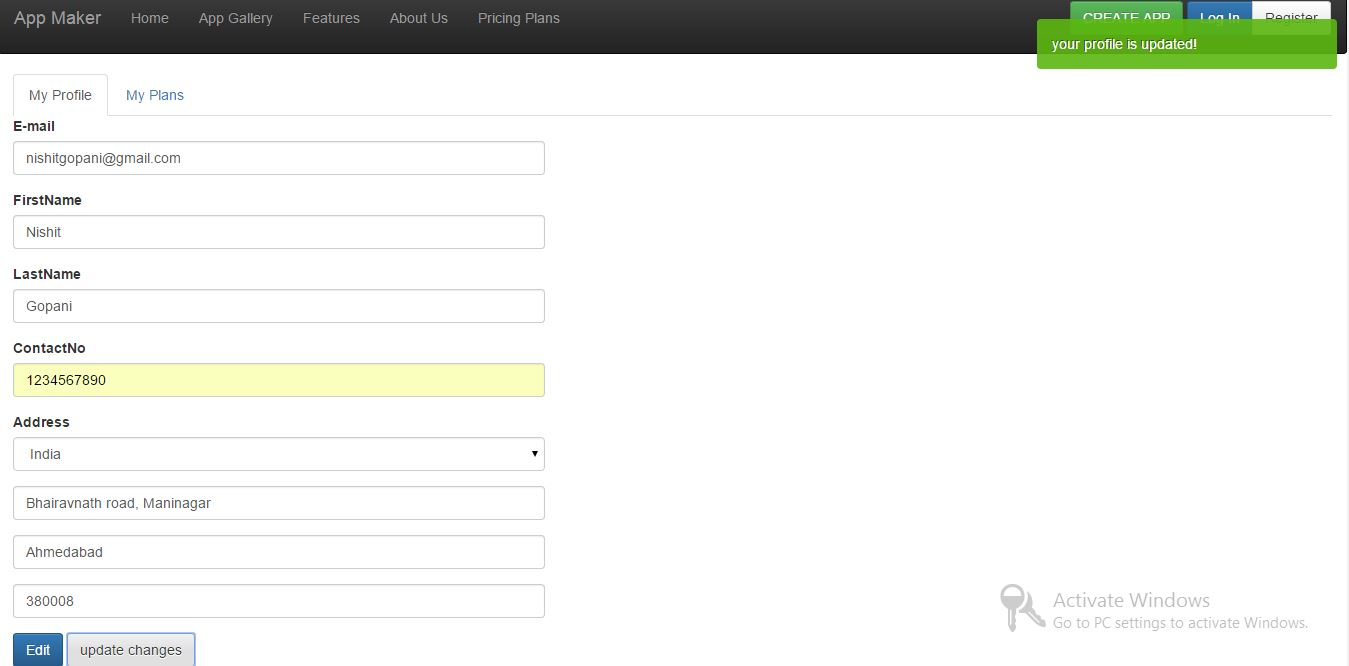 App Maker Home App Gallery Features About Us Pricing Plans CREATE APP Log In Register
your profile is updated!
My Profile My Plans
E-mail
nishitgopani@gmail.com
FirstName
Nishit
LastName
Gopani
ContactNo
1234567890
Address
India
Bhairavnath road, Maninagar
Ahmedabad
380008
Activate Windows
Go to PC settings to activate Windows.
Edit update changes